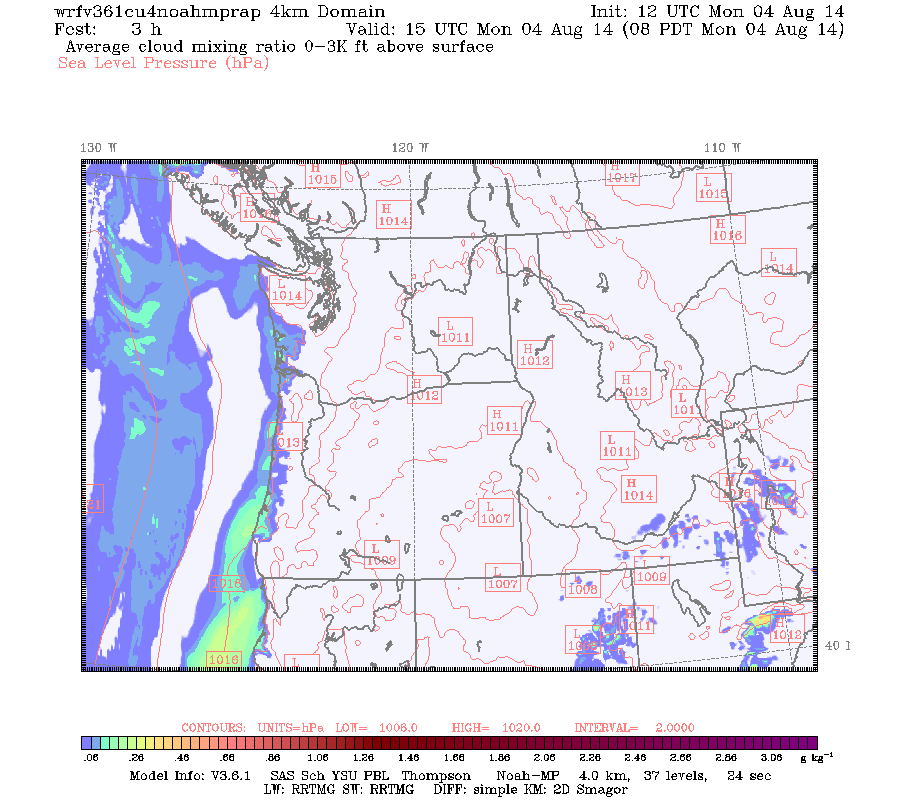 wrfv361cu4noahmprap 4km Domain Init: 12 UTC Mon 04 Aug 14
Fcst: 3 h Valid: 15 UTC Mon 04 Aug 14 (08 PDT Mon 04 Aug 14)
Average cloud mixing ratio 0-3K ft above surface
Sea Level Pressure (hPa)
130 W 120 W 110 W
H 1015
H 1017
L 1015
H
H 1014
H 1016
L 1014
L 1014
L 1011
H 1012
H 1012
H 1013
L
H 1011
1013
L 1011
H 1014
L 1007
L 1009
L 1007
1008
L 1009
1016
H 1012
1016
L
40
CONTOURS: UNITS=hPa LOW= 1006.0 HIGH= 1020.0 INTERVAL= 2.0000
.06 .26 .46 .66 .86 1.06 1.26 1.46 1.66 1.86 2.06 2.26 2.46 2.66 2.86 3.06 g kg⁻¹
Model Info: V3.6.1 SAS Sch YSU PBL Thompson Noah-MP 4.0 km, 37 levels, 24 sec
LW: RRTMG SW: RRTMG DIFF: simple KM: 2D Smagor